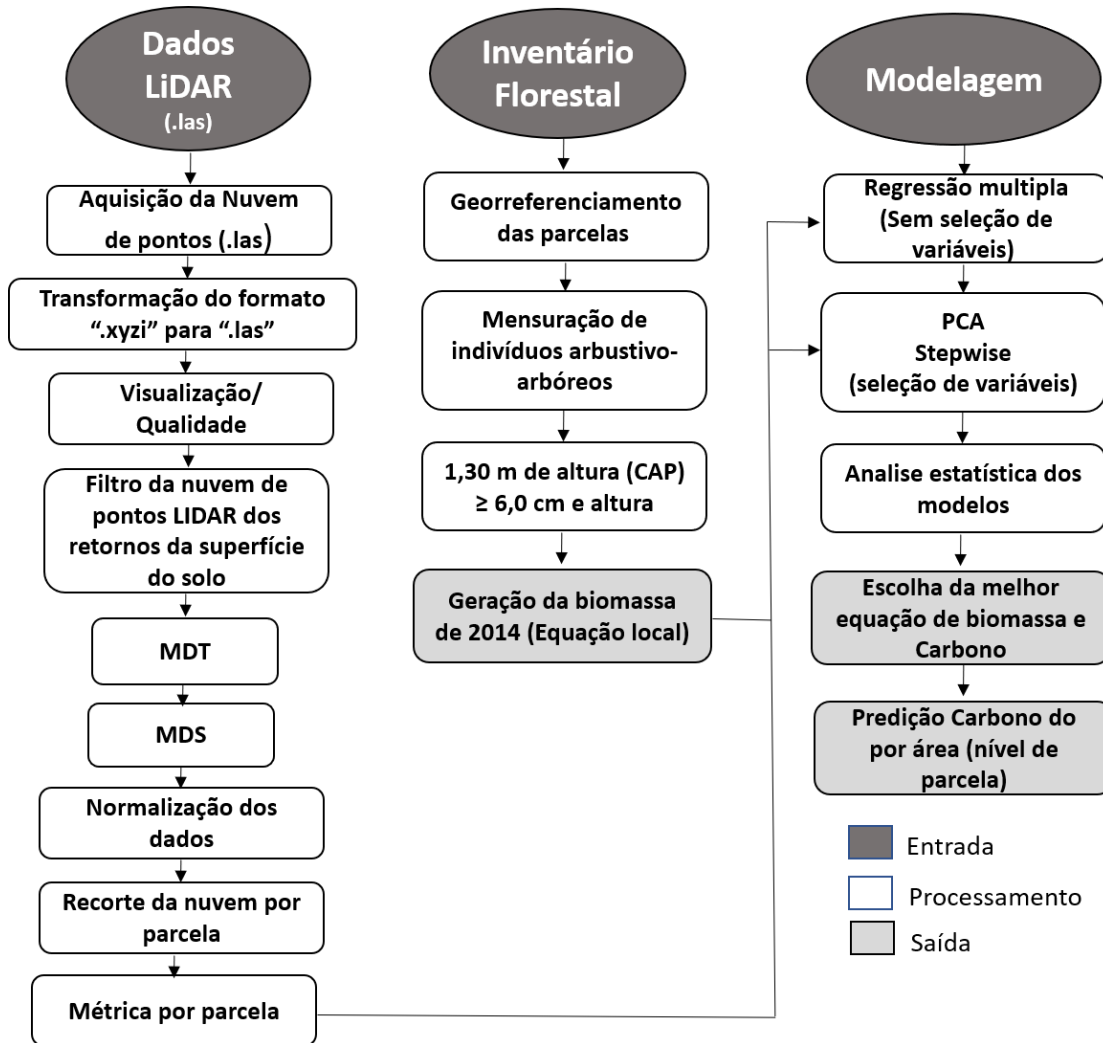 Dados
LiDAR
(.las)
Aquisição da Nuvem
de pontos (.las)
Transformação do formato
“.xyzi” para “.las”
Visualização/
Qualidade
Filtro da nuvem de
pontos LIDAR dos
retornos da superfície
do solo
MDT
MDS
Normalização dos
dados
Recorte da nuvem por
parcela
Métrica por parcela
Inventário
Florestal
Georreferenciamento
das parcelas
Mensuração de
indivíduos arbustivo-
arbóreos
1,30 m de altura (CAP)
≥ 6,0 cm e altura
Geração da biomassa
de 2014 (Equação local)
Modelagem
Regressão multipla
(Sem seleção de
variáveis)
PCA
Stepwise
(seleção de variáveis)
Analise estatística dos
modelos
Escolha da melhor
equação de biomassa e
Carbono
Predição Carbono do
por área (nível de
parcela)
Entrada
Processamento
Saída